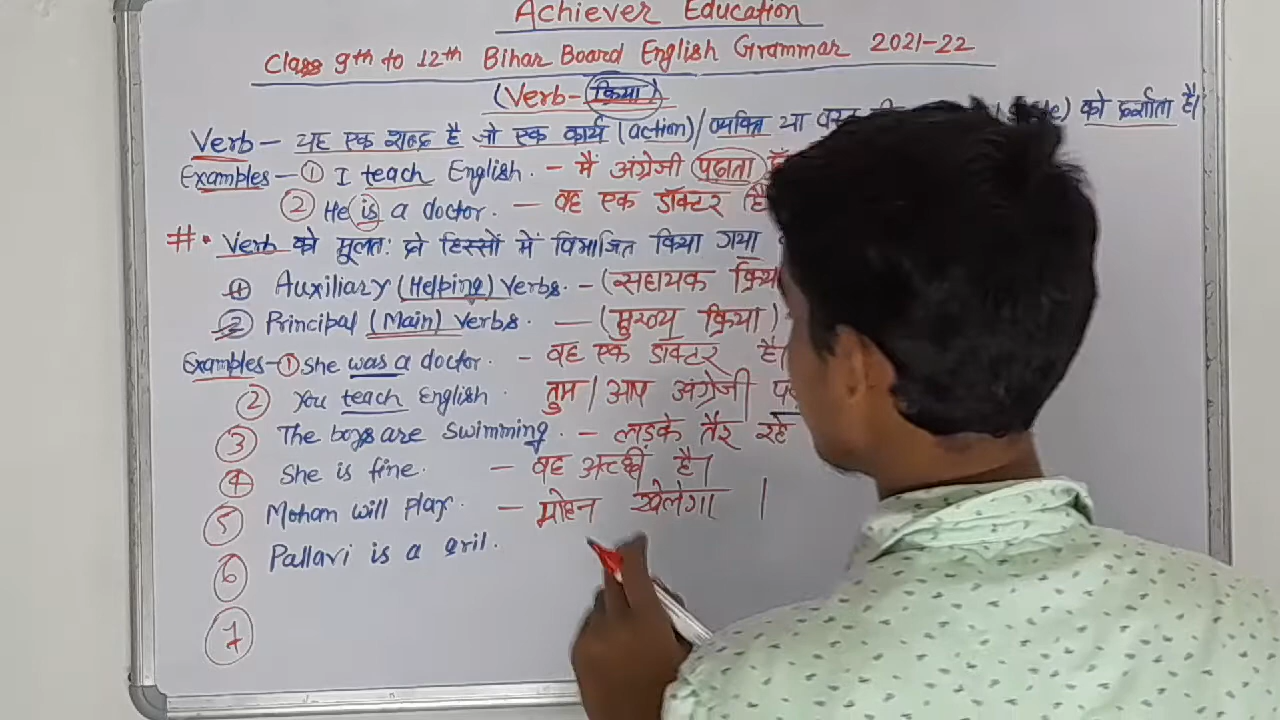 Achiever Education
Class 9th to 12th Bihar Board English Grammar 2021-22
(Verb- क्रिया)
Verb – यह एक शब्द है जो एक कार्य (action) / व्यक्ति या को दर्शाता है।
Examples – ① I teach English. – मैं अंग्रेजी पढ़ाता
② He is a doctor. – वह एक डॉक्टर है
#• Verb को मूलत: दो हिस्सों में विभाजित किया गया
① Auxiliary (Helping) Verbs. – (सहायक क्रिया
② Principal (Main) Verbs. – (मुख्य क्रिया)
Examples – ① She was a doctor. – वह एक डॉक्टर है।
② You teach English. तुम / आप अंग्रेजी
③ The boys are swimming. – लड़के तैर रहे
④ She is fine. – वह अच्छी है।
⑤ Moham will play. – मोहन खेलेगा |
⑥ Pallavi is a gril.
⑦